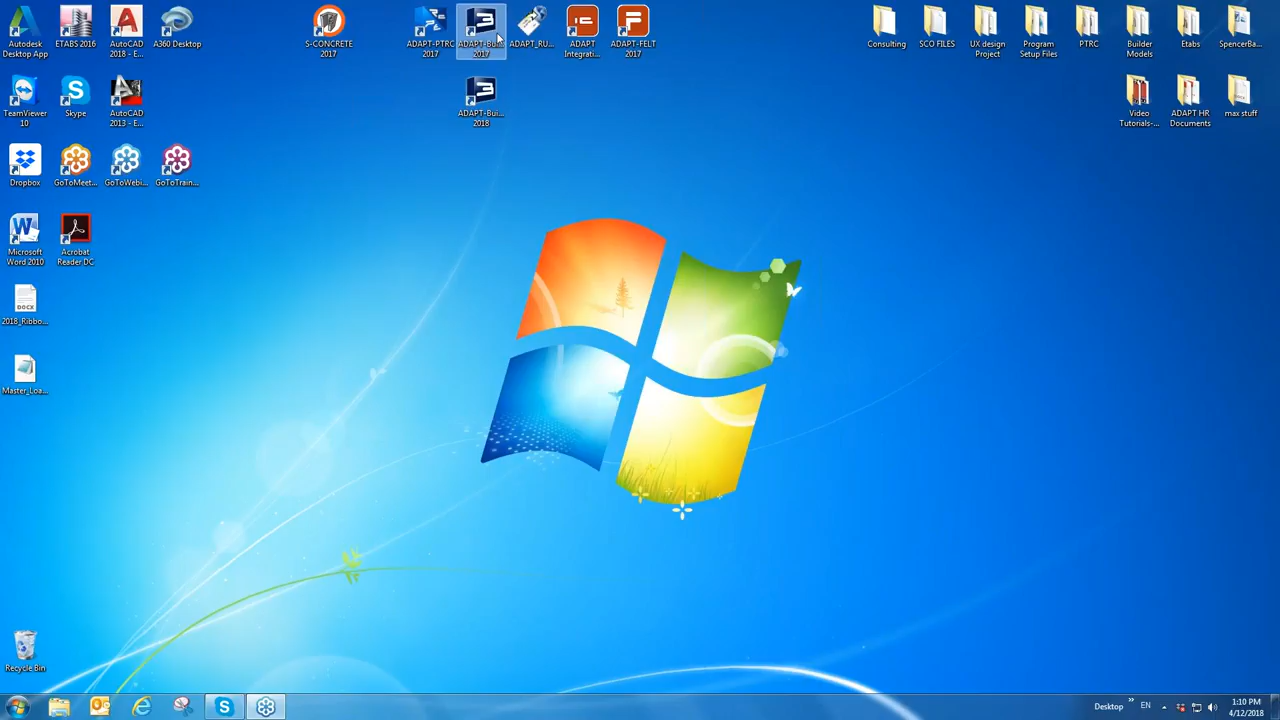 Autodesk Desktop App
ETABS 2016
AutoCAD 2018 - E...
A360 Desktop
S-CONCRETE 2017
ADAPT-PTRC 2017
ADAPT-Bui... 2017
ADAPT_RU...
ADAPT Integrati...
ADAPT-FELT 2017
Consulting
SCO FILES
UX design Project
Program Setup Files
PTRC
Builder Models
Etabs
SpencerBa...
TeamViewer 10
Skype
AutoCAD 2013 - E...
ADAPT-Bui... 2018
Video Tutorials-...
ADAPT HR Documents
max stuff
Dropbox
GoToMeet...
GoToWebi...
GoToTrain...
Microsoft Word 2010
Acrobat Reader DC
DOCX
2018_Ribbo...
Master_Loa...
Recycle Bin
Desktop
EN
1:10 PM
4/12/2018